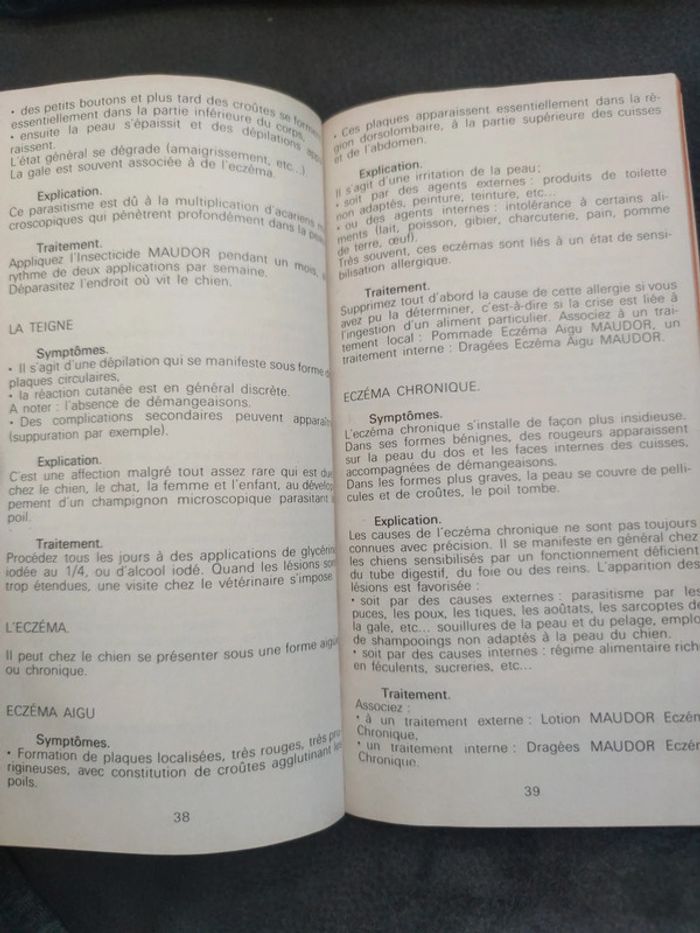 • des petits boutons et plus tard des croûtes se forment
essentiellement dans la partie inférieure du corps,
• ensuite la peau s'épaissit et des dépilations
raissent.
L'état général se dégrade (amaigrissement, etc...).
La gale est souvent associée à de l'eczéma.
Explication.
Ce parasitisme est dû à la multiplication d'acariens
croscopiques qui pénètrent profondément dans la peau.
Traitement.
Appliquez l'Insecticide MAUDOR pendant un mois,
rythme de deux applications par semaine.
Déparasitez l'endroit où vit le chien.
LA TEIGNE
Symptômes.
• Il s'agit d'une dépilation qui se manifeste sous forme de
plaques circulaires,
• la réaction cutanée est en général discrète.
A noter : l'absence de démangeaisons.
• Des complications secondaires peuvent
(suppuration par exemple).
Explication.
C'est une affection malgré tout assez rare qui est due,
chez le chien, le chat, la femme et l'enfant, au dévelop-
pement d'un champignon microscopique parasitant le
poil.
Traitement.
Procédez tous les jours à des applications de glycérine
iodée au 1/4, ou d'alcool iodé. Quand les lésions sont
trop étendues, une visite chez le vétérinaire s'impose.
L'ECZÉMA.
Il peut chez le chien se présenter sous une forme aiguë
ou chronique.
ECZÉMA AIGU
Symptômes.
• Formation de plaques localisées, très rouges, très pru-
rigineuses, avec constitution de croûtes agglutinant les
poils.
38
• Ces plaques apparaissent essentiellement dans la ré-
gion dorsolombaire, à la partie supérieure des cuisses
et de l'abdomen.
Explication.
Il s'agit d'une irritation de la peau;
• soit par des agents externes : produits de toilette
non adaptés, peinture, teinture, etc...
• ou des agents internes : intolérance à certains ali-
ments (lait, poisson, gibier, charcuterie, pain, pomme
de terre, œuf).
Très souvent, ces eczémas sont liés à un état de sensi-
bilisation allergique.
Traitement.
Supprimez tout d'abord la cause de cette allergie si vous
avez pu la déterminer, c'est-à-dire si la crise est liée à
l'ingestion d'un aliment particulier. Associez à un trai-
tement local : Pommade Eczéma Aigu MAUDOR, un
traitement interne : Dragées Eczéma Aigu MAUDOR.
ECZÉMA CHRONIQUE.
Symptômes.
L'eczéma chronique s'installe de façon plus insidieuse.
Dans ses formes bénignes, des rougeurs apparaissent
sur la peau du dos et les faces internes des cuisses,
accompagnées de démangeaisons.
Dans les formes plus graves, la peau se couvre de pelli-
cules et de croûtes, le poil tombe.
Explication.
Les causes de l'eczéma chronique ne sont pas toujours
connues avec précision. Il se manifeste en général chez
les chiens sensibilisés par un fonctionnement déficient
du tube digestif, du foie ou des reins. L'apparition des
lésions est favorisée :
• soit par des causes externes : parasitisme par les
puces, les poux, les tiques, les aoûtats, les sarcoptes de
la gale, etc... souillures de la peau et du pelage, emploi
de shampooings non adaptés à la peau du chien.
• soit par des causes internes : régime alimentaire riche
en féculents, sucreries, etc...
Traitement.
Associez :
• à un traitement externe : Lotion MAUDOR Eczéma
Chronique,
• un traitement interne : Dragées MAUDOR Eczéma
Chronique.
39